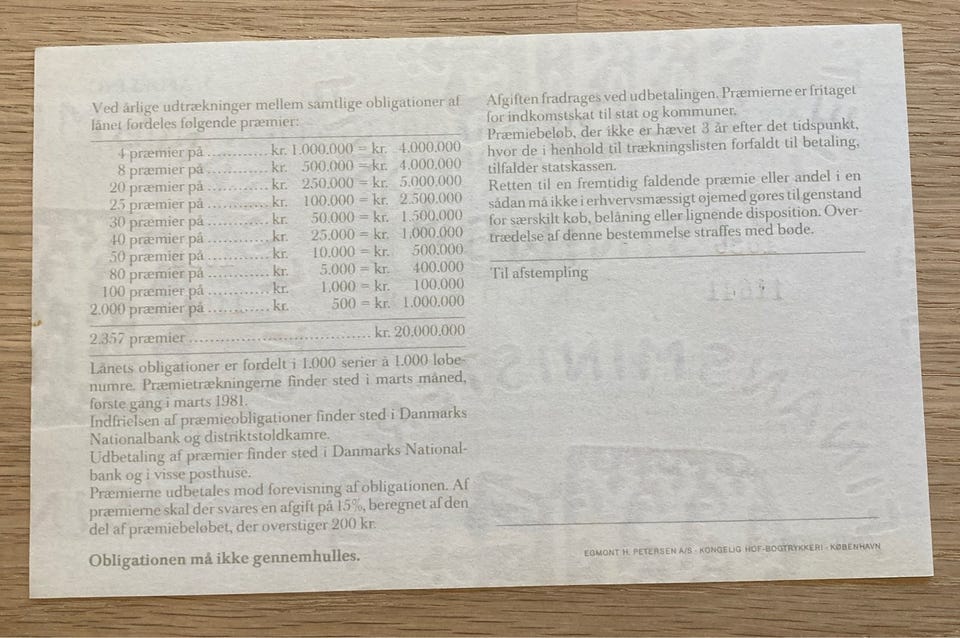 Ved årlige udtrækninger mellem samtlige obligationer af
lånet fordeles følgende præmier:
4 præmier på ............ kr. 1.000.000 = kr. 4.000.000
8 præmier på ............ kr. 500.000 = kr. 4.000.000
20 præmier på ............ kr. 250.000 = kr. 5.000.000
25 præmier på ............ kr. 100.000 = kr. 2.500.000
30 præmier på ............ kr. 50.000 = kr. 1.500.000
40 præmier på ............ kr. 25.000 = kr. 1.000.000
50 præmier på ............ kr. 10.000 = kr. 500.000
80 præmier på ............ kr. 5.000 = kr. 400.000
100 præmier på ............ kr. 1.000 = kr. 100.000
2.000 præmier på ............ kr. 500 = kr. 1.000.000
2.357 præmier ................................... kr. 20.000.000
Lånets obligationer er fordelt i 1.000 serier à 1.000 løbe-
numre. Præmietrækningerne finder sted i marts måned,
første gang i marts 1981.
Indfrielsen af præmieobligationer finder sted i Danmarks
Nationalbank og distriktstoldkamre.
Udbetaling af præmier finder sted i Danmarks National-
bank og i visse posthuse.
Præmierne udbetales mod forevisning af obligationen. Af
præmierne skal der svares en afgift på 15%, beregnet af den
del af præmiebeløbet, der overstiger 200 kr.
Obligationen må ikke gennemhulles.
Afgiften fradrages ved udbetalingen. Præmierne er fritaget
for indkomstskat til stat og kommuner.
Præmiebeløb, der ikke er hævet 3 år efter det tidspunkt,
hvor de i henhold til trækningslisten forfaldt til betaling,
tilfalder statskassen.
Retten til en fremtidig faldende præmie eller andel i en
sådan må ikke i erhvervsmæssigt øjemed gøres til genstand
for særskilt køb, belåning eller lignende disposition. Over-
trædelse af denne bestemmelse straffes med bøde.
Til afstempling
EGMONT H. PETERSEN A/S - KONGELIG HOF-BOGTRYKKERI - KØBENHAVN